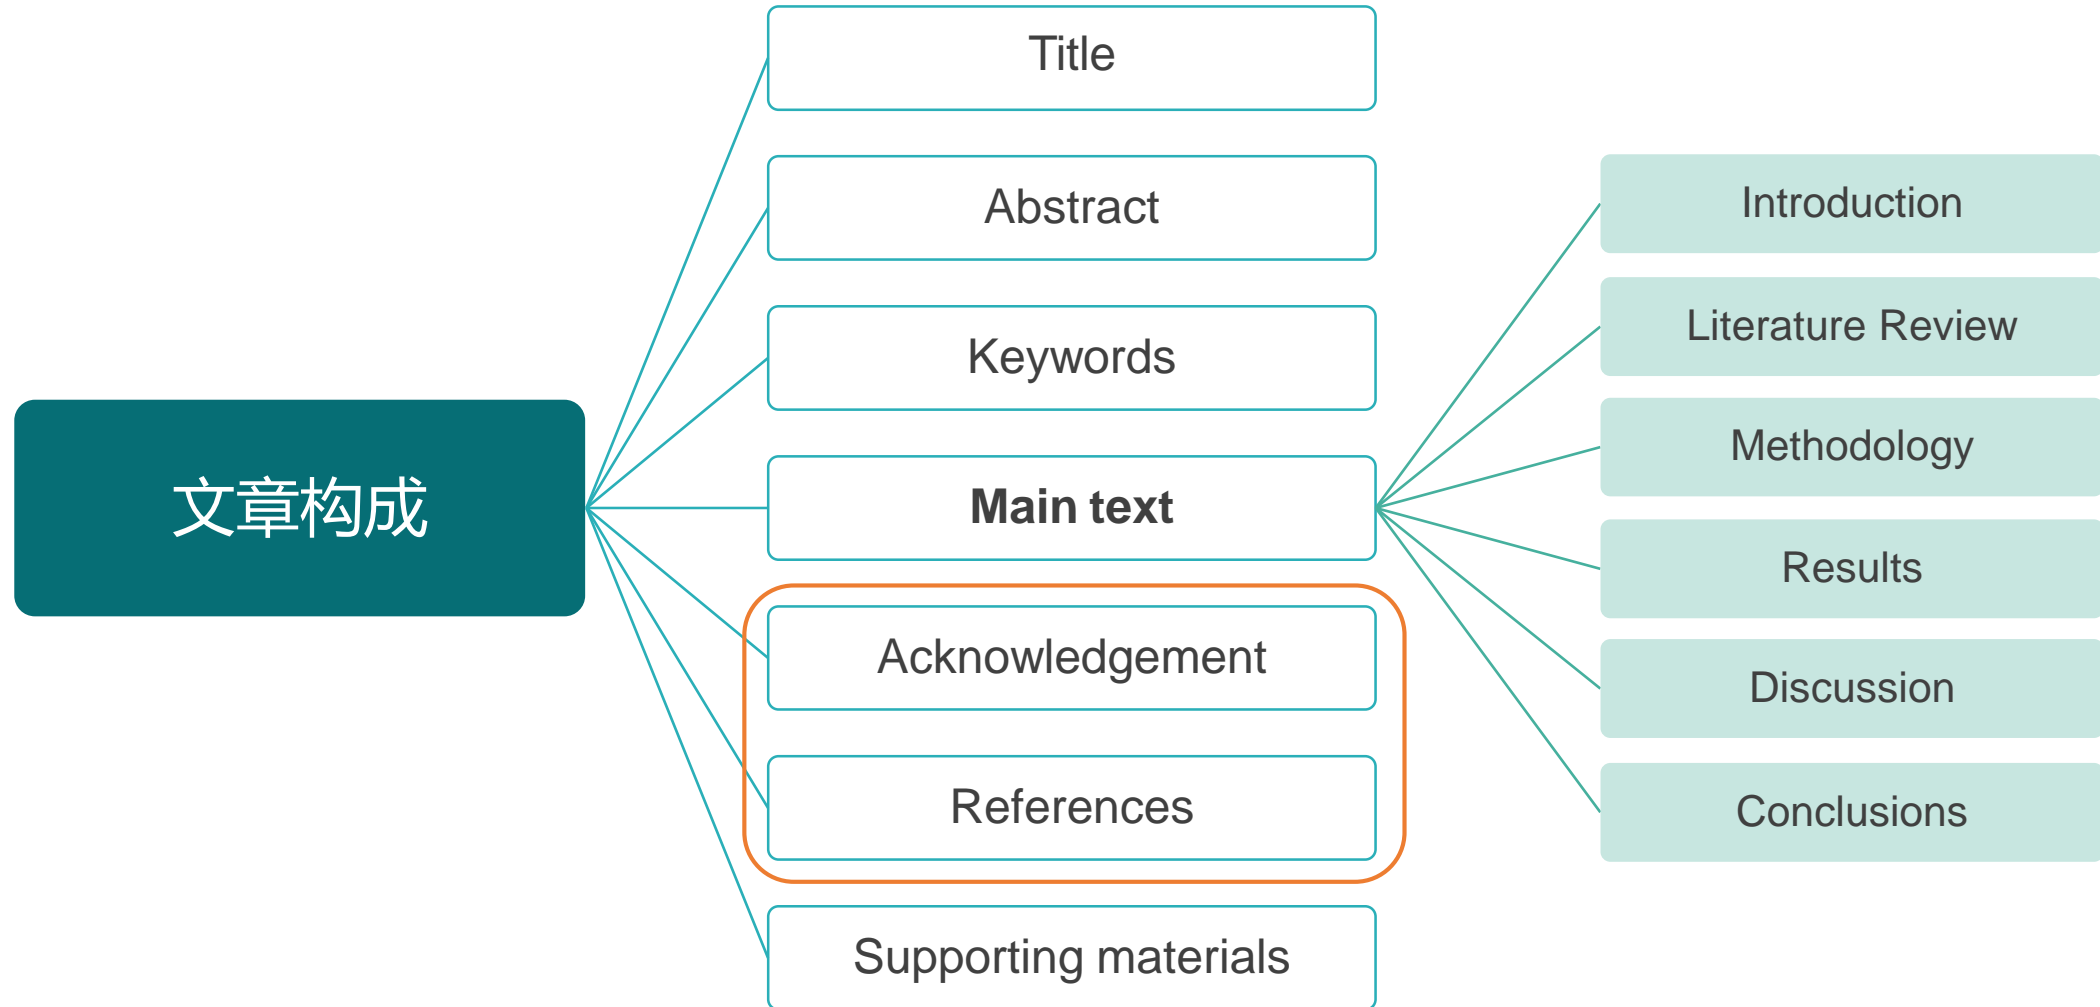 文章构成
Title
Abstract
Keywords
Main text
Acknowledgement
References
Supporting materials
Introduction
Literature Review
Methodology
Results
Discussion
Conclusions